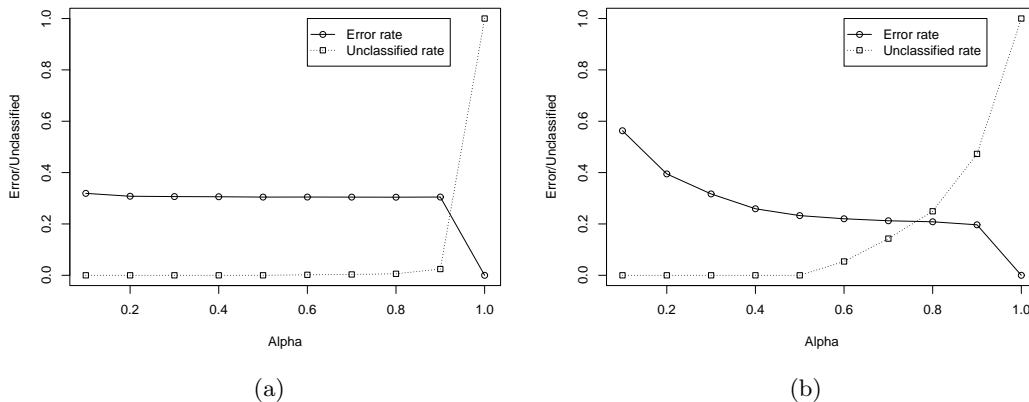 Error rate
Unclassified rate
1.0
0.8
0.6
0.4
0.2
0.0
Error/Unclassified
0.2 0.4 0.6 0.8 1.0
Alpha
(a)
Error rate
Unclassified rate
1.0
0.8
0.6
0.4
0.2
0.0
Error/Unclassified
0.2 0.4 0.6 0.8 1.0
Alpha
(b)